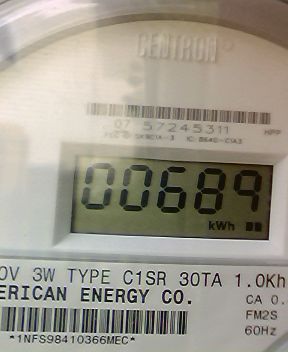 CENTRON®
07 57245311
00689
kWh
0V 3W TYPE C1SR 30TA 1.0Kh
ERICAN ENERGY CO.
CA 0.
FM2S
60Hz
*1NFS98410366MEC*